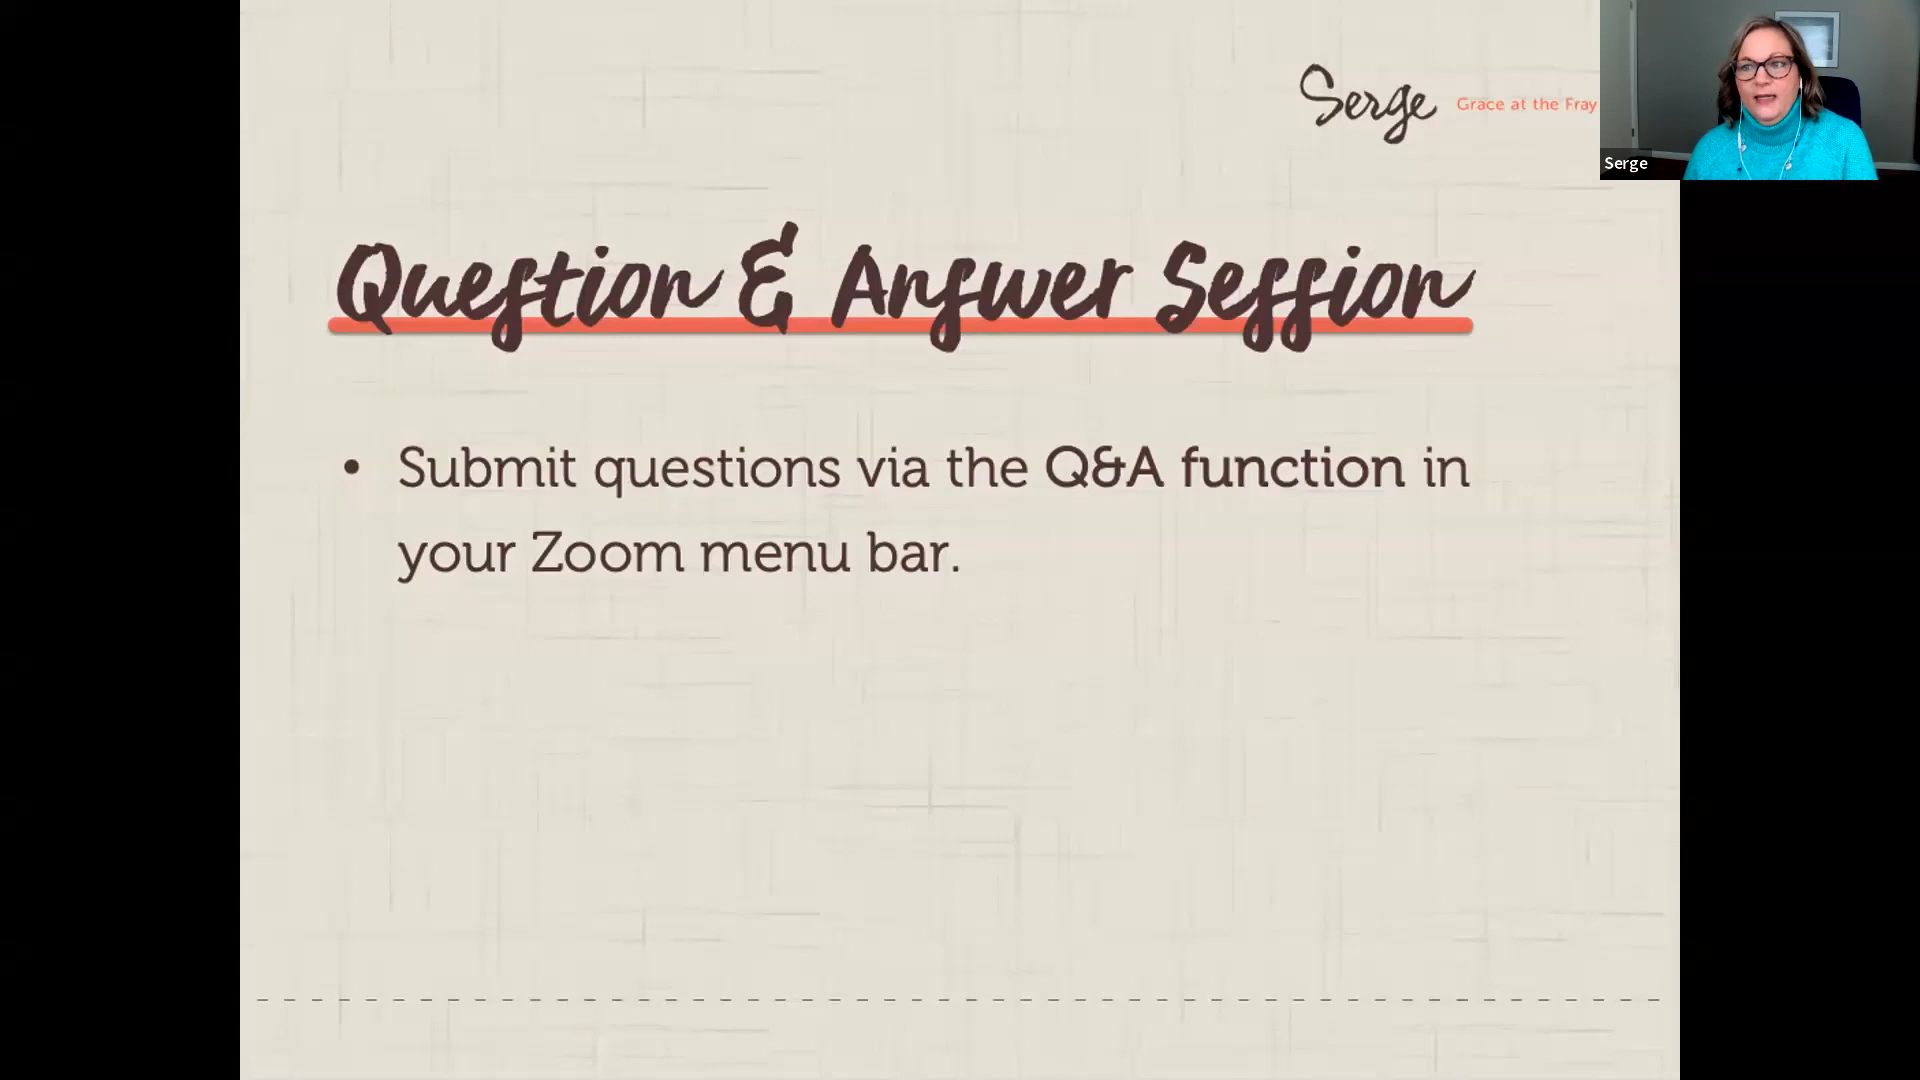 Serge Grace at the Fray
Serge
Question & Answer Session
• Submit questions via the Q&A function in
your Zoom menu bar.